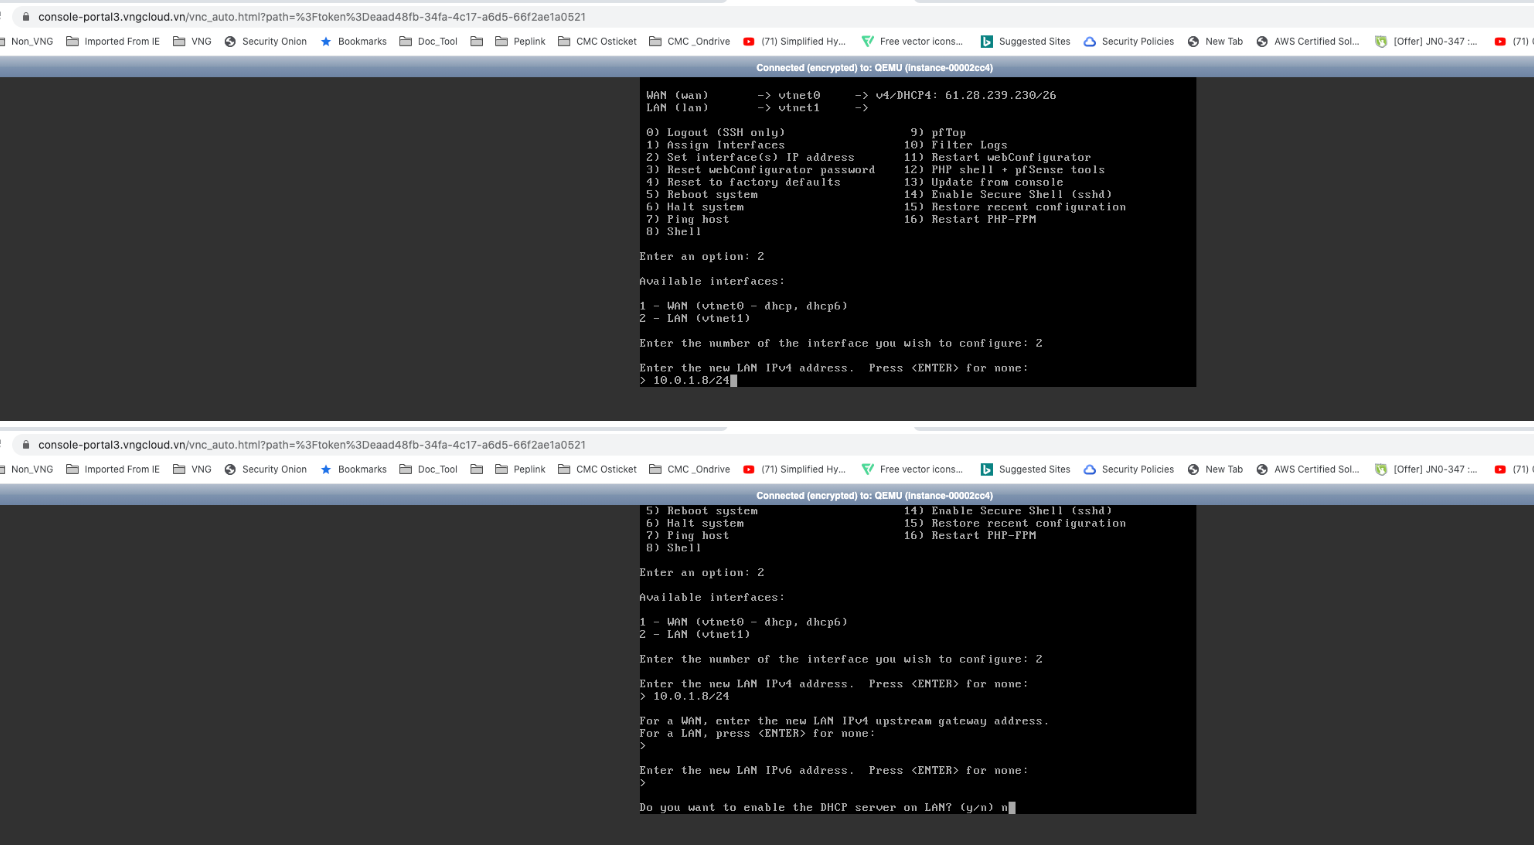 console-portal3.vngcloud.vn/vnc_auto.html?path=%3Ftoken%3Deaad48fb-34fa-4c17-a6d5-66f2ae1a0521
Non_VNG Imported From IE VNG Security Onion Bookmarks Doc_Tool Peplink CMC Osticket CMC _Ondrive (71) Simplified Hy... Free vector icons... Suggested Sites Security Policies New Tab AWS Certified Sol... [Offer] JN0-347 :... (71)
Connected (encrypted) to: QEMU (instance-00002cc4)
WAN (wan) -> vtnet0 -> v4/DHCP4: 61.28.239.230/26
LAN (lan) -> vtnet1 ->
0) Logout (SSH only) 9) pfTop
1) Assign Interfaces 10) Filter Logs
2) Set interface(s) IP address 11) Restart webConfigurator
3) Reset webConfigurator password 12) PHP shell + pfSense tools
4) Reset to factory defaults 13) Update from console
5) Reboot system 14) Enable Secure Shell (sshd)
6) Halt system 15) Restore recent configuration
7) Ping host 16) Restart PHP-FPM
8) Shell
Enter an option: 2
Available interfaces:
1 - WAN (vtnet0 - dhcp, dhcp6)
2 - LAN (vtnet1)
Enter the number of the interface you wish to configure: 2
Enter the new LAN IPv4 address. Press <ENTER> for none:
> 10.0.1.8/24
console-portal3.vngcloud.vn/vnc_auto.html?path=%3Ftoken%3Deaad48fb-34fa-4c17-a6d5-66f2ae1a0521
Non_VNG Imported From IE VNG Security Onion Bookmarks Doc_Tool Peplink CMC Osticket CMC _Ondrive (71) Simplified Hy... Free vector icons... Suggested Sites Security Policies New Tab AWS Certified Sol... [Offer] JN0-347 :... (71)
Connected (encrypted) to: QEMU (instance-00002cc4)
5) Reboot system 14) Enable Secure Shell (sshd)
6) Halt system 15) Restore recent configuration
7) Ping host 16) Restart PHP-FPM
8) Shell
Enter an option: 2
Available interfaces:
1 - WAN (vtnet0 - dhcp, dhcp6)
2 - LAN (vtnet1)
Enter the number of the interface you wish to configure: 2
Enter the new LAN IPv4 address. Press <ENTER> for none:
> 10.0.1.8/24
For a WAN, enter the new LAN IPv4 upstream gateway address.
For a LAN, press <ENTER> for none:
>
Enter the new LAN IPv6 address. Press <ENTER> for none:
>
Do you want to enable the DHCP server on LAN? (y/n) n